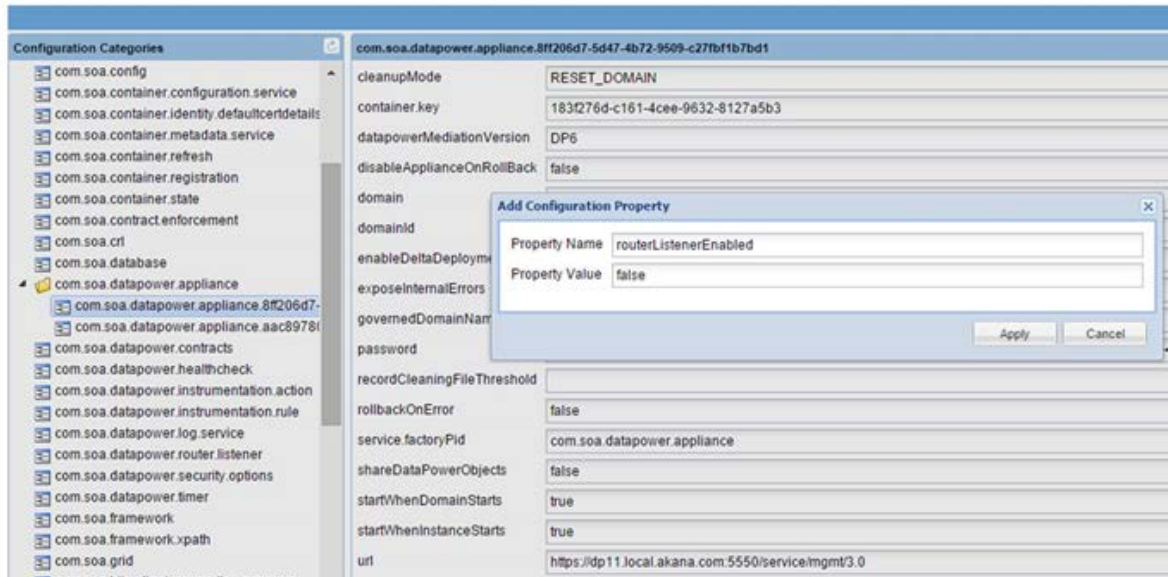 Configuration Categories
com.soa.config
com.soa.container.configuration.service
com.soa.container.identity.defaultcertdetails
com.soa.container.metadata.service
com.soa.container.refresh
com.soa.container.registration
com.soa.container.state
com.soa.contract.enforcement
com.soa.crl
com.soa.database
com.soa.datapower.appliance
com.soa.datapower.appliance.8ff206d7-
com.soa.datapower.appliance.aac8978
com.soa.datapower.contracts
com.soa.datapower.healthcheck
com.soa.datapower.instrumentation.action
com.soa.datapower.instrumentation.rule
com.soa.datapower.log.service
com.soa.datapower.router.listener
com.soa.datapower.security.options
com.soa.datapower.timer
com.soa.framework
com.soa.framework.xpath
com.soa.grid
com.soa.datapower.appliance.8ff206d7-5d47-4b72-9509-c27fbf1b7bd1
cleanupMode RESET_DOMAIN
container.key 183f276d-c161-4cee-9632-8127a5b3
datapowerMediationVersion DP6
disableApplianceOnRollBack false
domain
domainId
enableDeltaDeployme
exposeInternalErrors
governedDomainNam
password
recordCleaningFileThreshold
rollbackOnError false
service.factoryPid com.soa.datapower.appliance
shareDataPowerObjects false
startWhenDomainStarts true
startWhenInstanceStarts true
url https://dp11.local.akana.com:5550/service/mgmt/3.0
Add Configuration Property
Property Name routerListenerEnabled
Property Value false
Apply Cancel